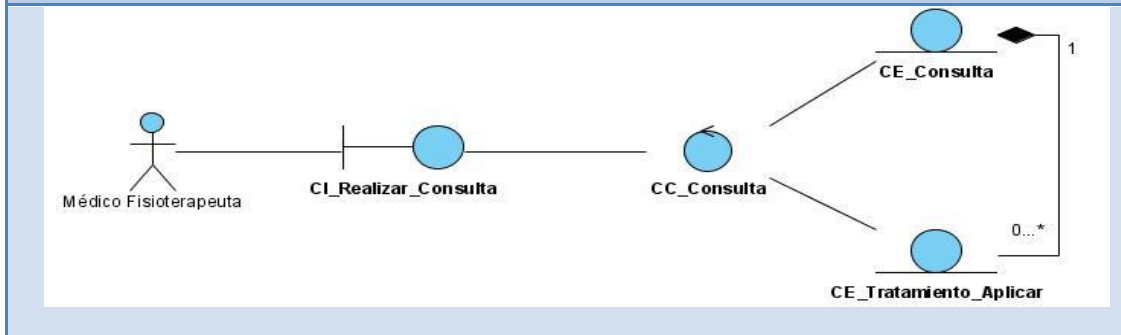 1
CE_Consulta
Médico Fisioterapeuta
CI_Realizar_Consulta
CC_Consulta
0...*
CE_Tratamiento_Aplicar